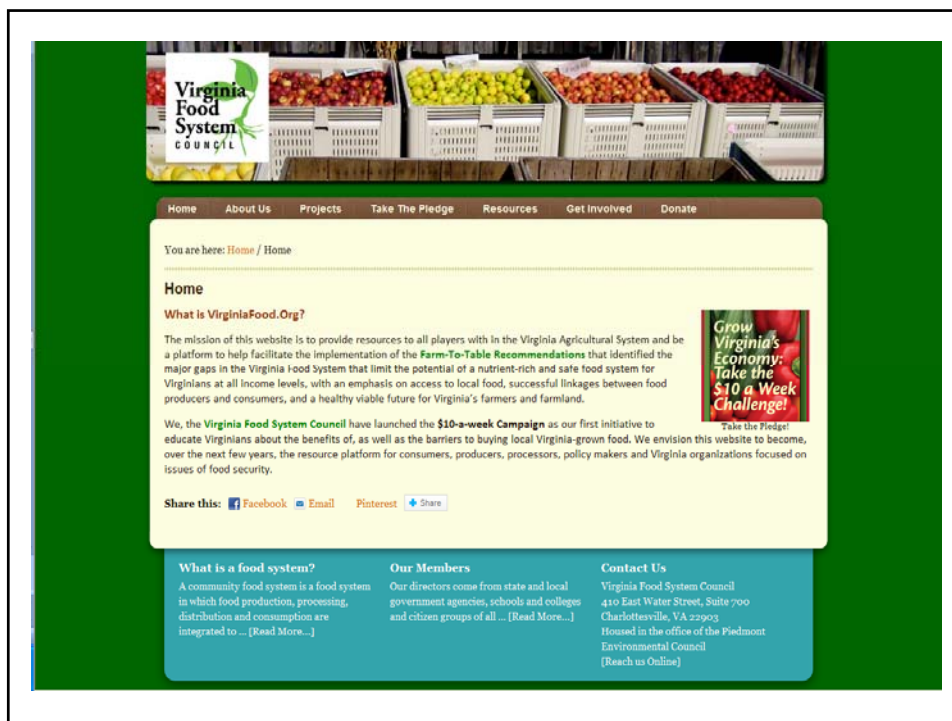 Virginia
Food
System
COUNCIL
Home About Us Projects Take The Pledge Resources Get Involved Donate
You are here: Home / Home
Home
What is VirginiaFood.Org?
The mission of this website is to provide resources to all players with in the Virginia Agricultural System and be
a platform to help facilitate the implementation of the Farm-To-Table Recommendations that identified the
major gaps in the Virginia Food System that limit the potential of a nutrient-rich and safe food system for
Virginians at all income levels, with an emphasis on access to local food, successful linkages between food
producers and consumers, and a healthy viable future for Virginia's farmers and farmland.
Grow
Virginia's
Economy:
Take the
$10 a Week
Challenge!
Take the Pledge!
We, the Virginia Food System Council have launched the $10-a-week Campaign as our first initiative to
educate Virginians about the benefits of, as well as the barriers to buying local Virginia-grown food. We envision this website to become,
over the next few years, the resource platform for consumers, producers, processors, policy makers and Virginia organizations focused on
issues of food security.
Share this: Facebook Email Pinterest Share
What is a food system?
A community food system is a food system
in which food production, processing,
distribution and consumption are
integrated to ... [Read More...]
Our Members
Our directors come from state and local
government agencies, schools and colleges
and citizen groups of all ... [Read More...]
Contact Us
Virginia Food System Council
410 East Water Street, Suite 700
Charlottesville, VA 22903
Housed in the office of the Piedmont
Environmental Council
[Reach us Online]